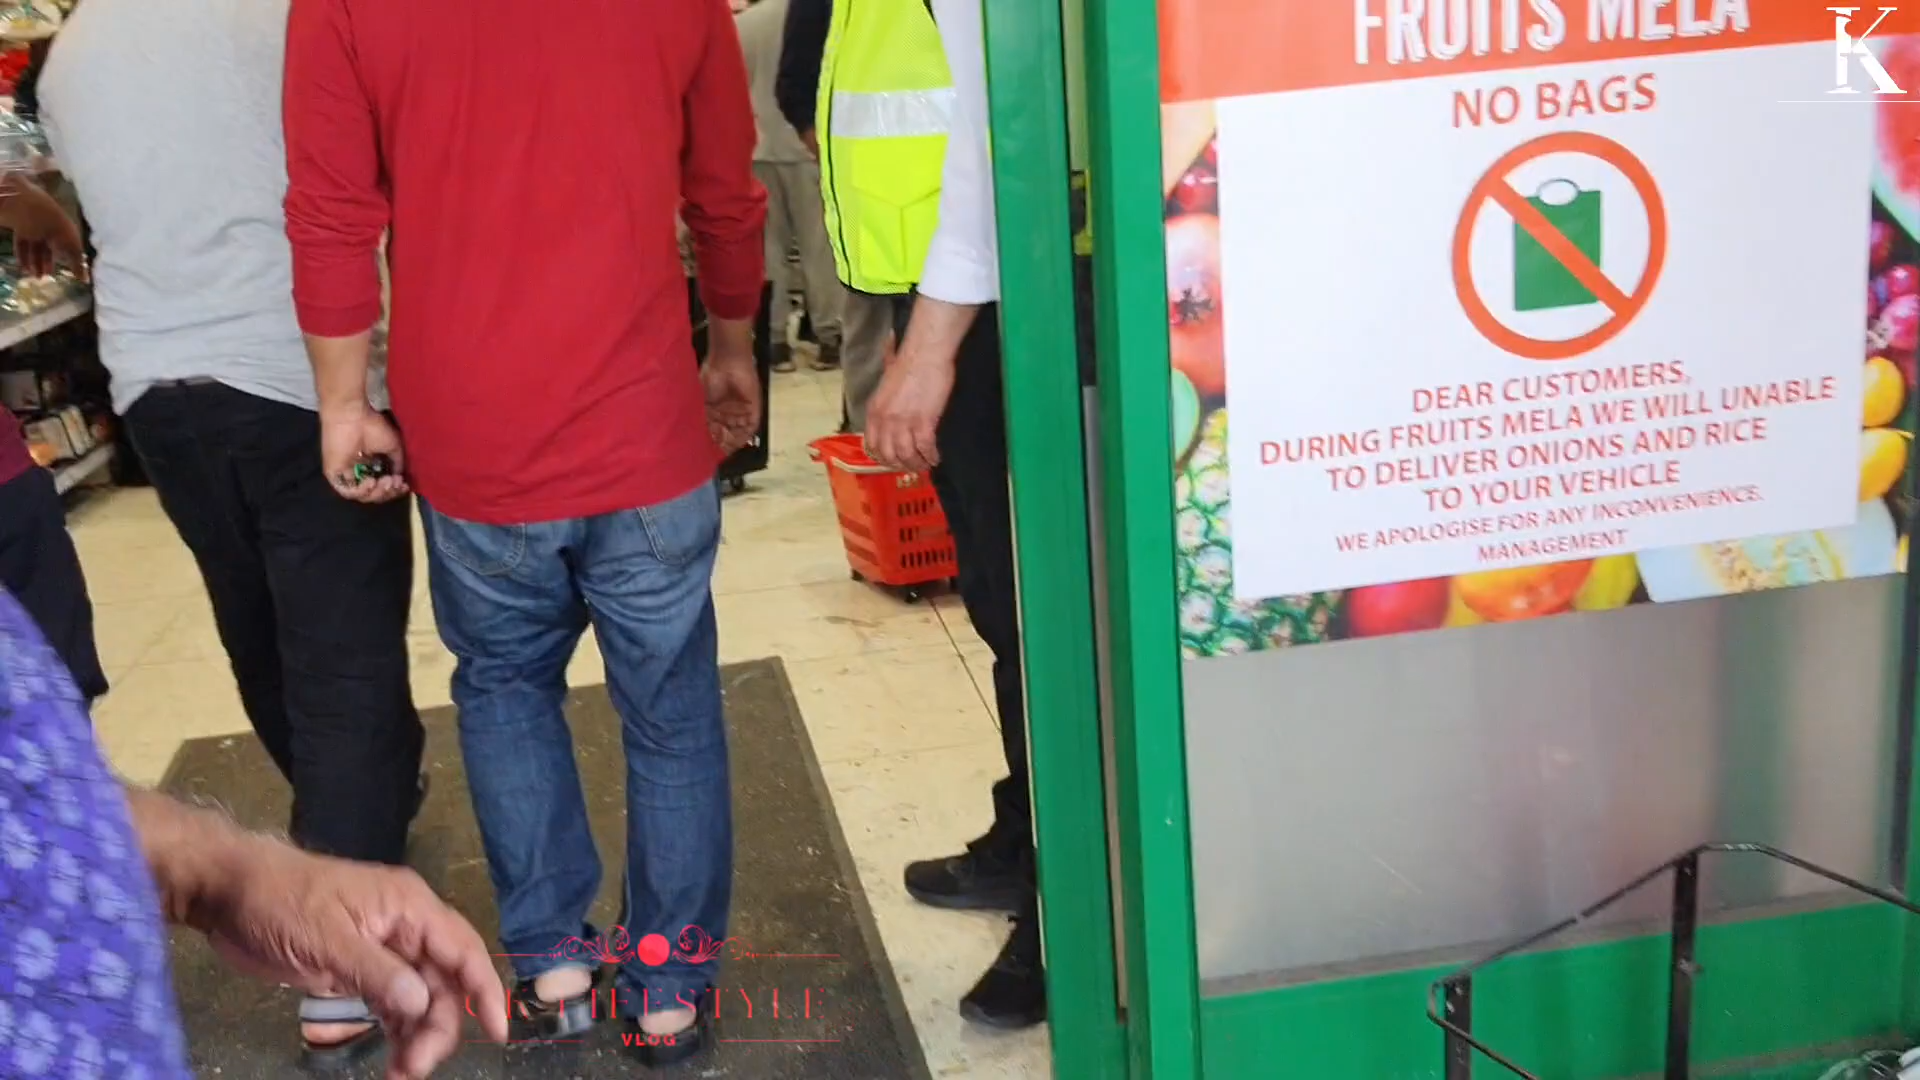 FRUITS MELA
K
NO BAGS
DEAR CUSTOMERS,
DURING FRUITS MELA WE WILL UNABLE
TO DELIVER ONIONS AND RICE
TO YOUR VEHICLE
WE APOLOGISE FOR ANY INCONVENIENCE.
MANAGEMENT
LIFESTYLE
VLOG